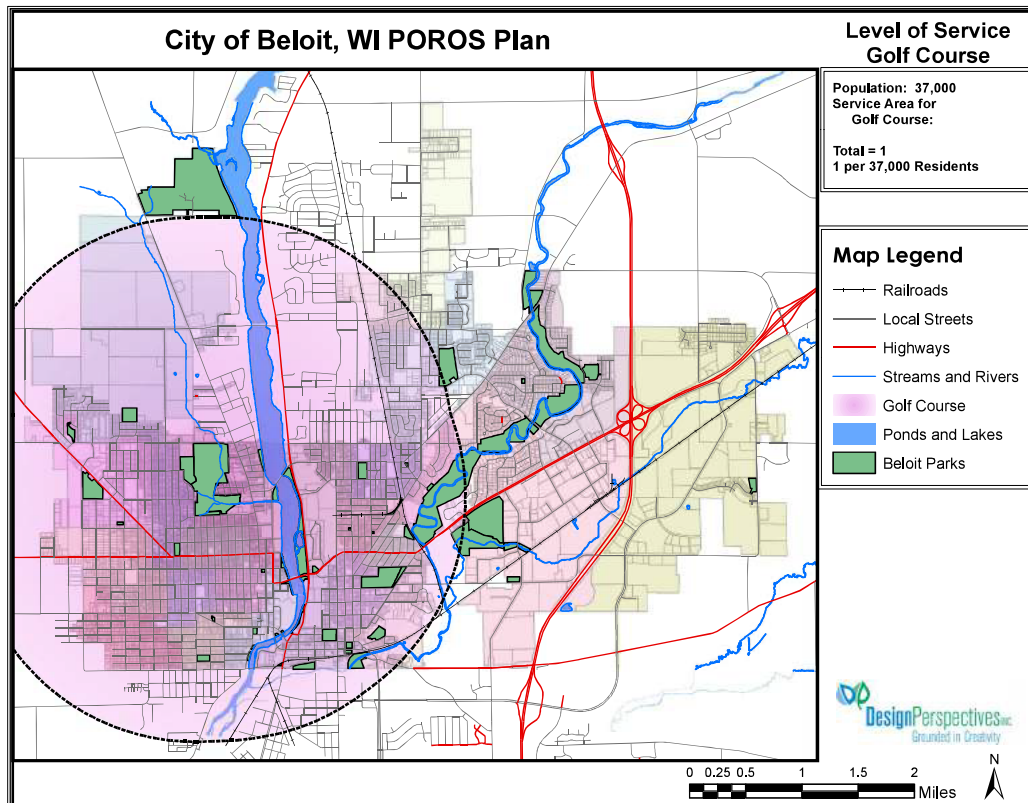 City of Beloit, WI POROS Plan
Level of Service
Golf Course
Population: 37,000
Service Area for
Golf Course:
Total = 1
1 per 37,000 Residents
Map Legend
Railroads
Local Streets
Highways
Streams and Rivers
Golf Course
Ponds and Lakes
Beloit Parks
DesignPerspectives INC.
Grounded in Creativity
N
0 0.25 0.5 1 1.5 2
Miles